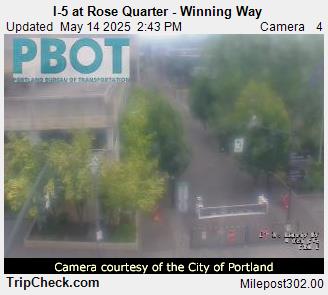 I-5 at Rose Quarter - Winning Way
Updated May 14 2025 2:43 PM Camera 4
PBOT
PORTLAND BUREAU OF TRANSPORTATION
Camera courtesy of the City of Portland
TripCheck.com Milepost302.00